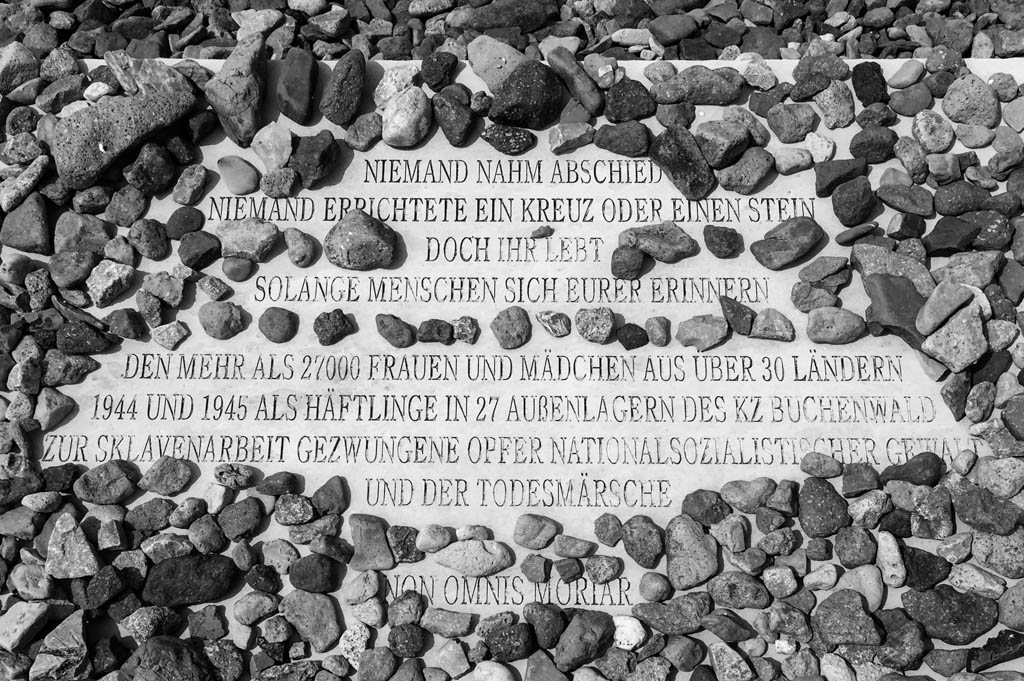 NIEMAND NAHM ABSCHIED
NIEMAND ERRICHTETE EIN KREUZ ODER EINEN STEIN
DOCH IHR LEBT
SOLANGE MENSCHEN SICH EURER ERINNERN
DEN MEHR ALS 27000 FRAUEN UND MÄDCHEN AUS ÜBER 30 LÄNDERN
1944 UND 1945 ALS HÄFTLINGE IN 27 AUßENLAGERN DES KZ BUCHENWALD
ZUR SKLAVENARBEIT GEZWUNGENE OPFER NATIONALSOZIALISTISCHER GEWALT
UND DER TODESMÄRSCHE
NON OMNIS MORIAR